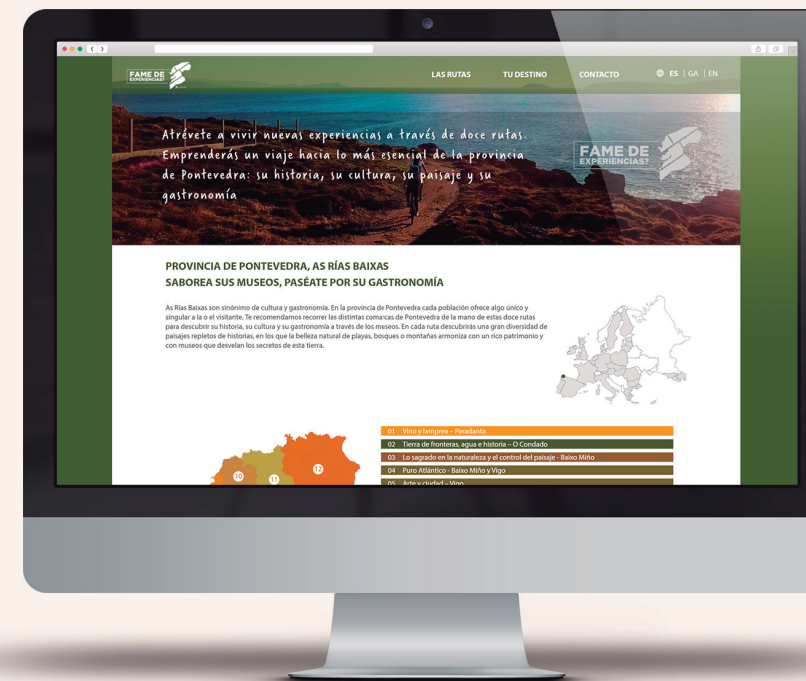 FAME DE
EXPERIENCIAS?
LAS RUTAS
TU DESTINO
CONTACTO
ES | GA | EN
Atrévete a vivir nuevas experiencias a través de doce rutas.
Emprenderás un viaje hacia lo más esencial de la provincia
de Pontevedra: su historia, su cultura, su paisaje y su
gastronomía
FAME DE
EXPERIENCIAS?
PROVINCIA DE PONTEVEDRA, AS RÍAS BAIXAS
SABOREA SUS MUSEOS, PASÉATE POR SU GASTRONOMÍA
As Rías Baixas son sinónimo de cultura y gastronomía. En la provincia de Pontevedra cada población ofrece algo único y
singular a la o el visitante. Te recomendamos recorrer las distintas comarcas de Pontevedra de la mano de estas doce rutas
para descubrir su historia, su cultura y su gastronomía a través de los museos. En cada ruta descubrirás una gran diversidad de
paisajes repletos de historias, en los que la belleza natural de playas, bosques o montañas armoniza con un rico patrimonio y
con museos que desvelan los secretos de esta tierra.
10
11
12
01 Vino y lamprea – Paradanta
02 Tierra de fronteras, agua e historia – O Condado
03 Lo sagrado en la naturaleza y el control del paisaje - Baixo Miño
04 Puro Atlántico - Baixo Miño y Vigo
05 Arte y ciudad – Vigo